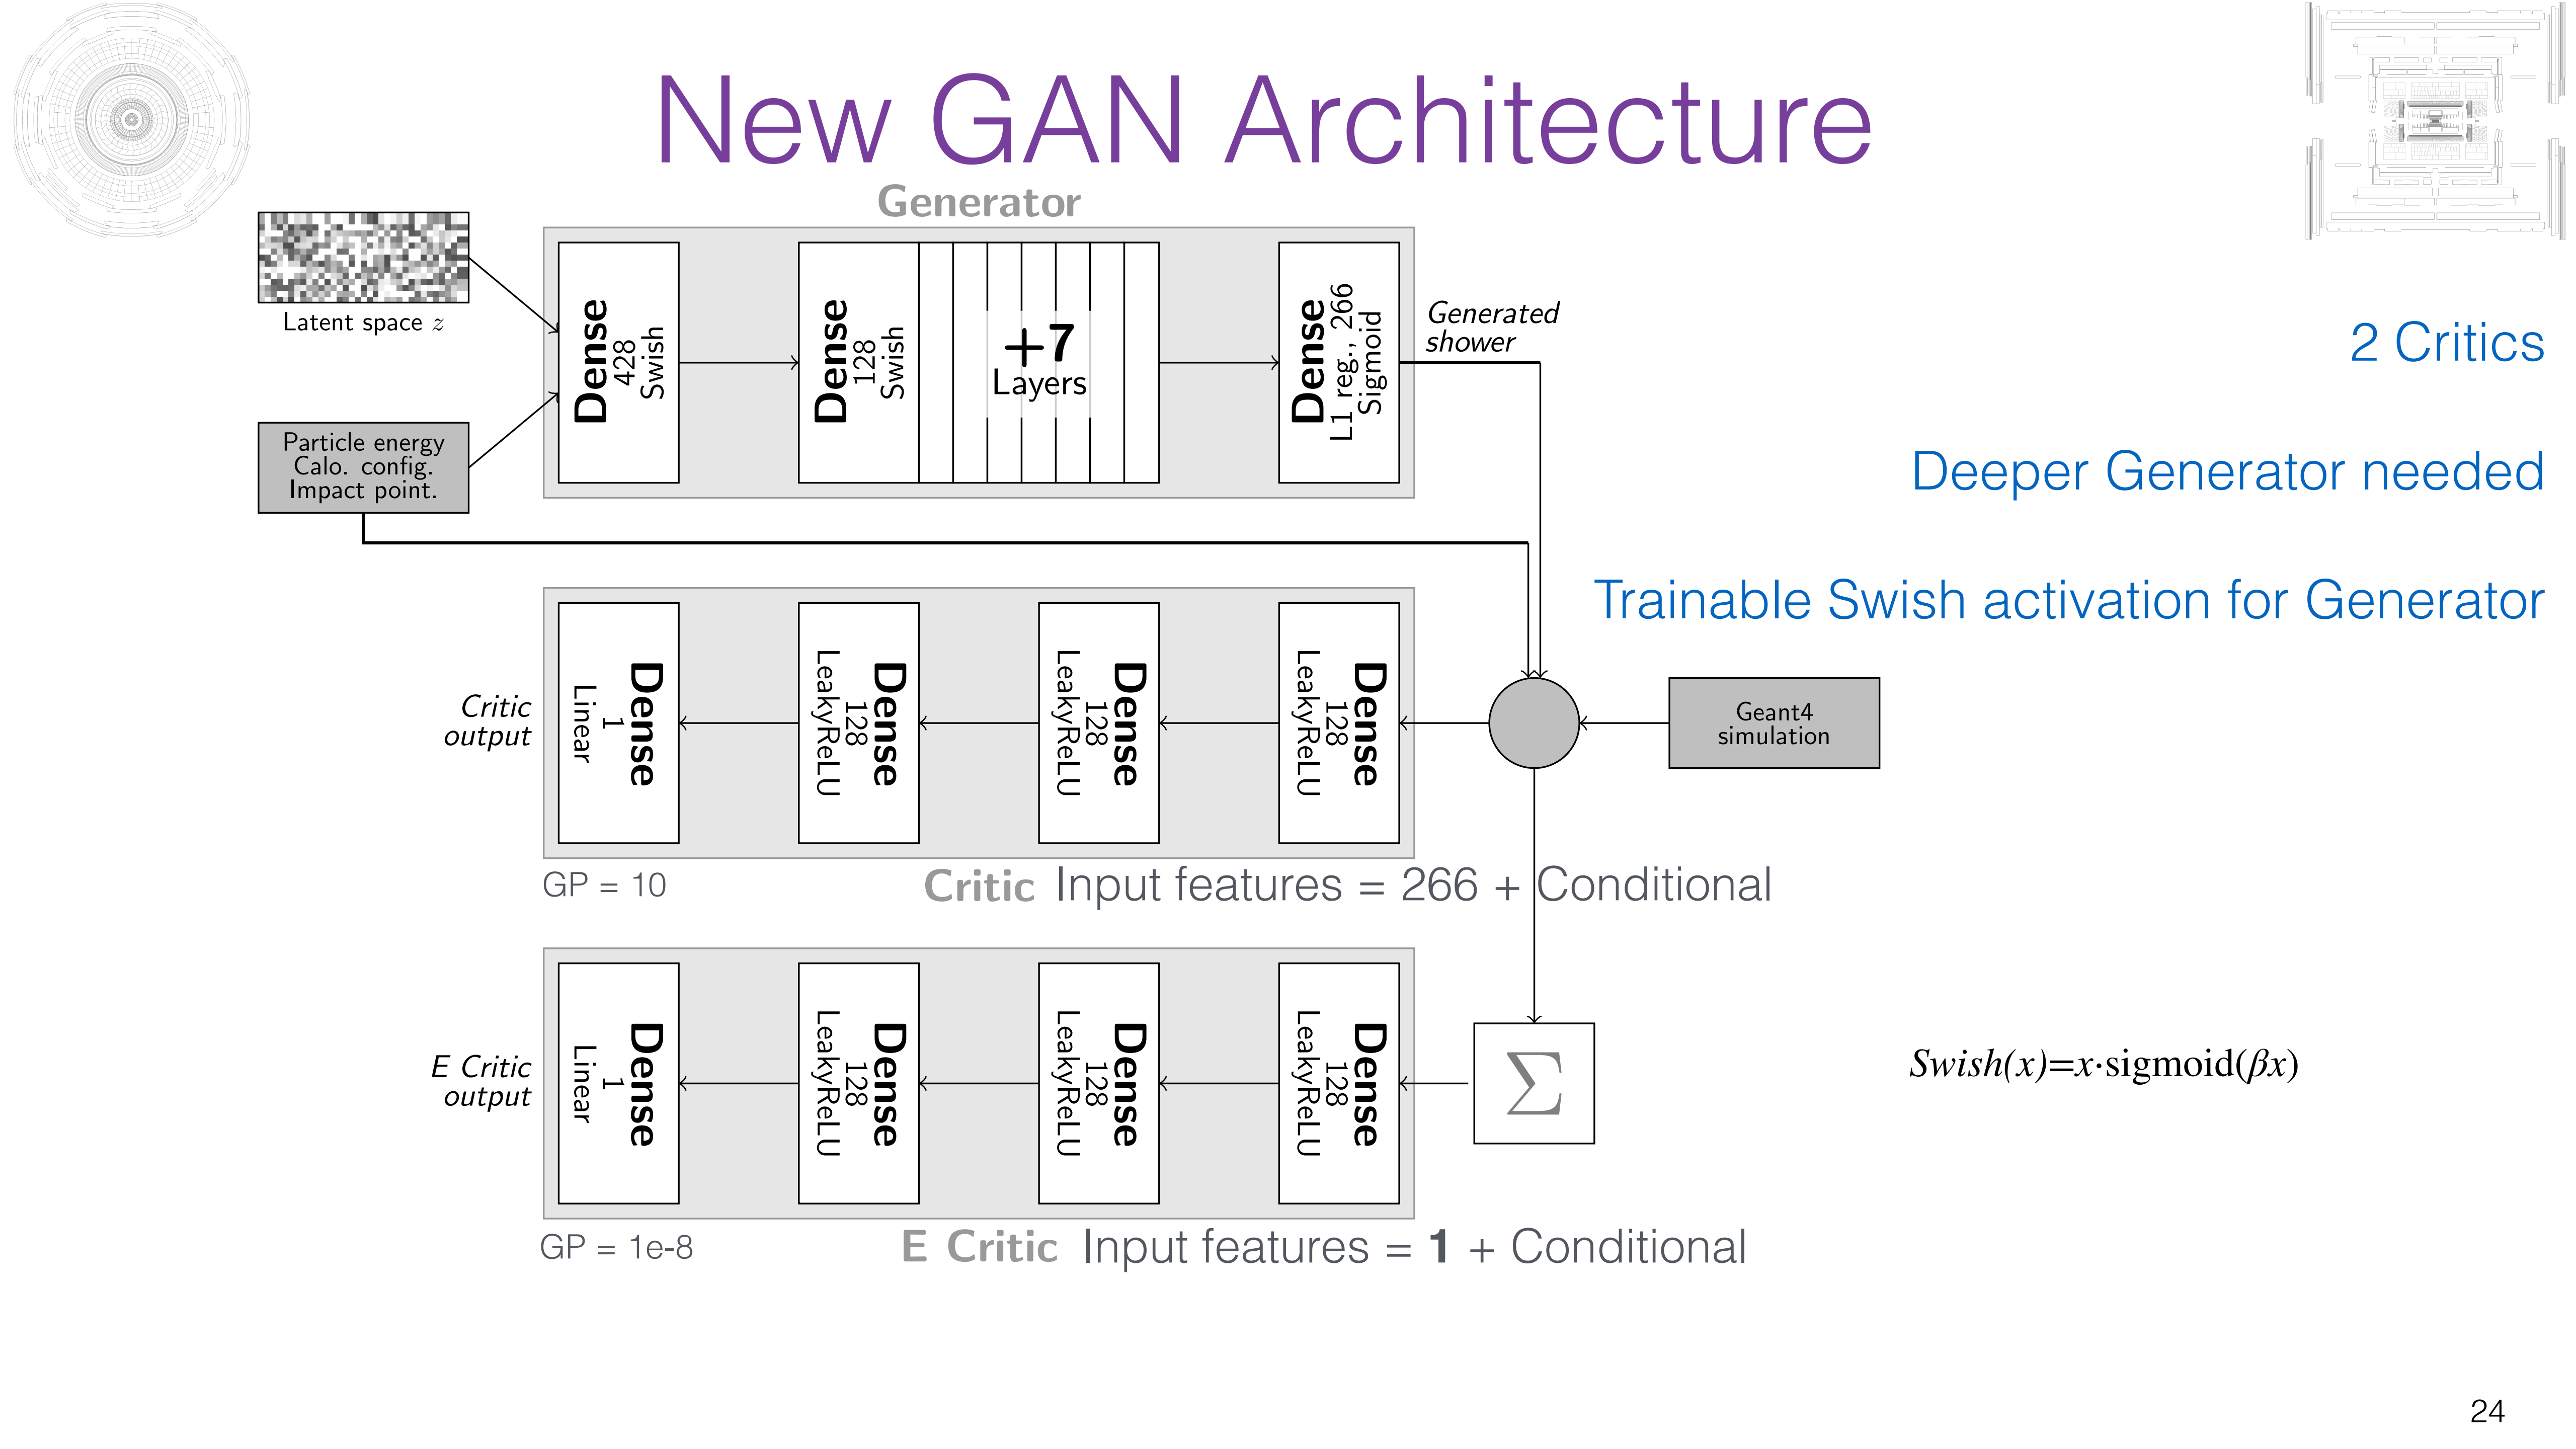 New GAN Architecture
Generator
Latent space z
Particle energy
Calo. config.
Impact point.
Dense
428
Swish
Dense
128
Swish
+7
Layers
Dense
L1 reg., 266
Sigmoid
Generated
shower
2 Critics
Deeper Generator needed
Trainable Swish activation for Generator
Critic
output
Dense
1
Linear
Dense
128
LeakyReLU
Dense
128
LeakyReLU
Dense
128
LeakyReLU
Geant4
simulation
GP = 10
Critic Input features = 266 + Conditional
E Critic
output
Dense
1
Linear
Dense
128
LeakyReLU
Dense
128
LeakyReLU
Dense
128
LeakyReLU
∑
Swish(x)=x·sigmoid(βx)
GP = 1e-8
E Critic Input features = 1 + Conditional
24